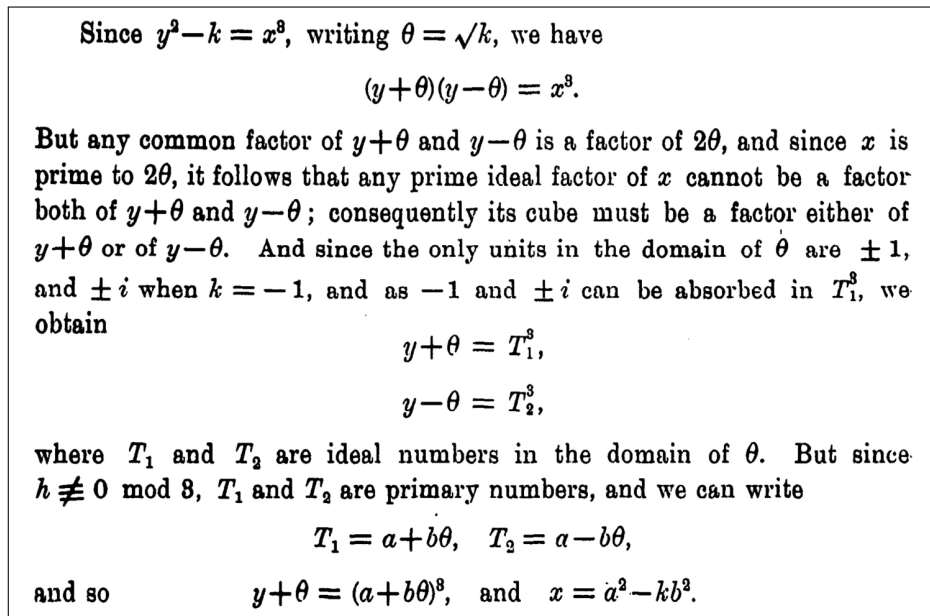 Since y²−k = x³, writing θ = √k, we have
(y+θ)(y−θ) = x³.
But any common factor of y+θ and y−θ is a factor of 2θ, and since x is
prime to 2θ, it follows that any prime ideal factor of x cannot be a factor
both of y+θ and y−θ; consequently its cube must be a factor either of
y+θ or of y−θ. And since the only units in the domain of θ are ±1,
and ±i when k = −1, and as −1 and ±i can be absorbed in T₁³, we
obtain
y+θ = T₁³,
y−θ = T₂³,
where T₁ and T₂ are ideal numbers in the domain of θ. But since
h ≢ 0 mod 3, T₁ and T₂ are primary numbers, and we can write
T₁ = a+bθ, T₂ = a−bθ,
and so y+θ = (a+bθ)³, and x = a²−kb².